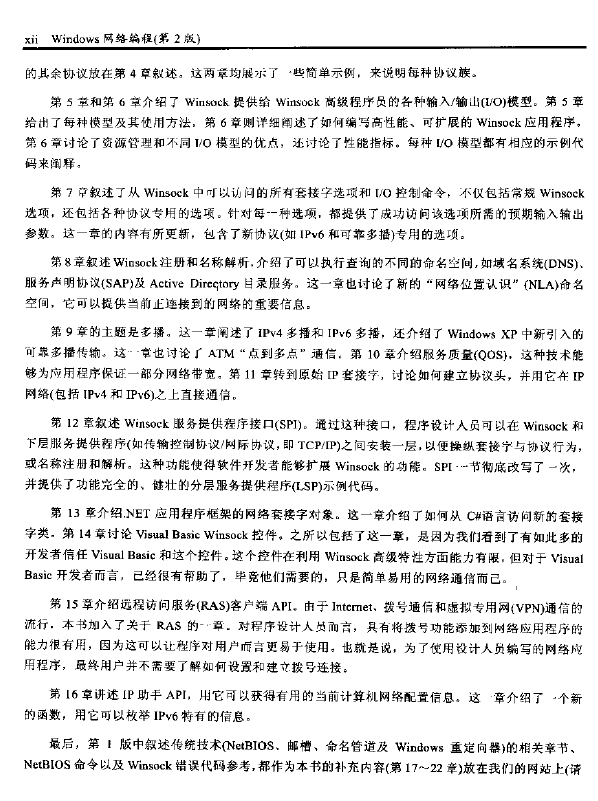 xii Windows 网络编程(第 2 版)
的其余协议放在第 4 章叙述。这两章均展示了一些简单示例，来说明每种协议族。
第 5 章和第 6 章介绍了 Winsock 提供给 Winsock 高级程序员的各种输入/输出(I/O)模型。第 5 章
给出了每种模型及其使用方法，第 6 章则详细阐述了如何编写高性能、可扩展的 Winsock 应用程序。
第 6 章讨论了资源管理和不同 I/O 模型的优点，还讨论了性能指标。每种 I/O 模型都有相应的示例代
码来阐释。
第 7 章叙述了从 Winsock 中可以访问的所有套接字选项和 I/O 控制命令，不仅包括常规 Winsock
选项，还包括各种协议专用的选项。针对每一种选项，都提供了成功访问该选项所需的预期输入输出
参数。这一章的内容有所更新，包含了新协议(如 IPv6 和可靠多播)专用的选项。
第 8 章叙述 Winsock 注册和名称解析，介绍了可以执行查询的不同的命名空间，如域名系统(DNS)、
服务声明协议(SAP)及 Active Directory 目录服务。这一章也讨论了新的“网络位置认识”(NLA)命名
空间，它可以提供当前正连接到的网络的重要信息。
第 9 章的主题是多播。这一章阐述了 IPv4 多播和 IPv6 多播，还介绍了 Windows XP 中新引入的
可靠多播传输。这一章也讨论了 ATM“点到多点”通信。第 10 章介绍服务质量(QOS)，这种技术能
够为应用程序保证一部分网络带宽。第 11 章转到原始 IP 套接字，讨论如何建立协议头，并用它在 IP
网络(包括 IPv4 和 IPv6)之上直接通信。
第 12 章叙述 Winsock 服务提供程序接口(SPI)。通过这种接口，程序设计人员可以在 Winsock 和
下层服务提供程序(如传输控制协议/网际协议，即 TCP/IP)之间安装一层，以便操纵套接字与协议行为，
或名称注册和解析。这种功能使得软件开发者能够扩展 Winsock 的功能。SPI 一节彻底改写了一次，
并提供了功能完全的、健壮的分层服务提供程序(LSP)示例代码。
第 13 章介绍.NET 应用程序框架的网络套接字对象。这一章介绍了如何从 C#语言访问新的套接
字类。第 14 章讨论 Visual Basic Winsock 控件。之所以包括了这一章，是因为我们看到了有如此多的
开发者信任 Visual Basic 和这个控件。这个控件在利用 Winsock 高级特性方面能力有限，但对于 Visual
Basic 开发者而言，已经很有帮助了，毕竟他们需要的，只是简单易用的网络通信而已。
第 15 章介绍远程访问服务(RAS)客户端 API。由于 Internet、拨号通信和虚拟专用网(VPN)通信的
流行，本书加入了关于 RAS 的一章。对程序设计人员而言，具有将拨号功能添加到网络应用程序的
能力很有用，因为这可以让程序对用户而言更易于使用。也就是说，为了使用设计人员编写的网络应
用程序，最终用户并不需要了解如何设置和建立拨号连接。
第 16 章讲述 IP 助手 API，用它可以获得有用的当前计算机网络配置信息。这一章介绍了一个新
的函数，用它可以枚举 IPv6 特有的信息。
最后，第 1 版中叙述传统技术(NetBIOS、邮槽、命名管道及 Windows 重定向器)的相关章节、
NetBIOS 命令以及 Winsock 错误代码参考，都作为本书的补充内容(第 17～22 章)放在我们的网站上(请